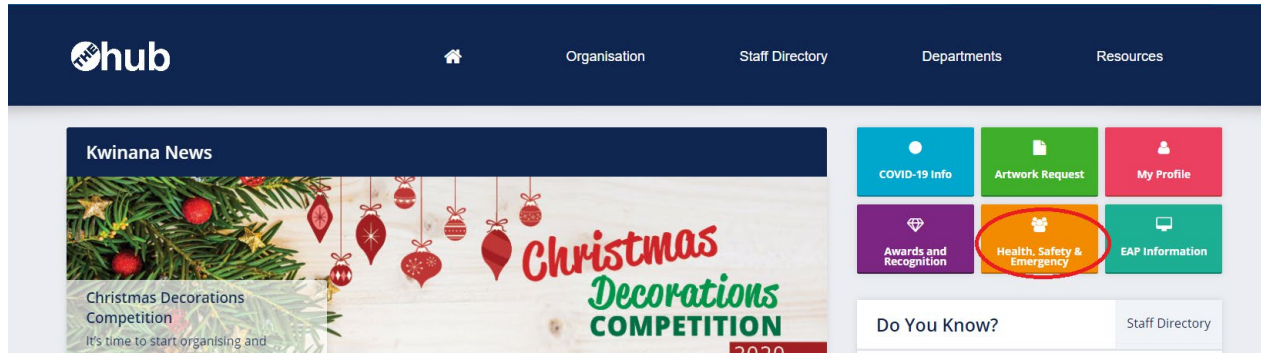 THE hub
Organisation
Staff Directory
Departments
Resources
Kwinana News
Christmas
Decorations
COMPETITION
2020
Christmas Decorations
Competition
It's time to start organising and
COVID-19 Info
Artwork Request
My Profile
Awards and
Recognition
Health, Safety &
Emergency
EAP Information
Do You Know?
Staff Directory